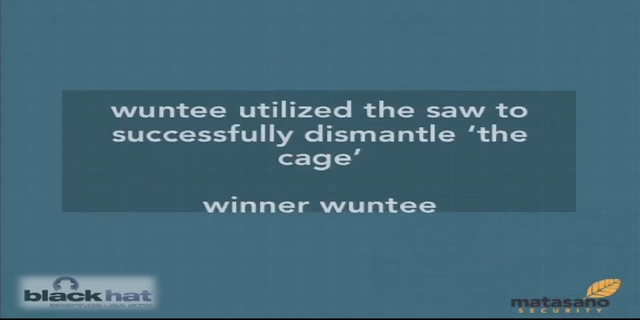 wuntee utilized the saw to
successfully dismantle 'the
cage'
winner wuntee
black hat
matasano
SECURITY